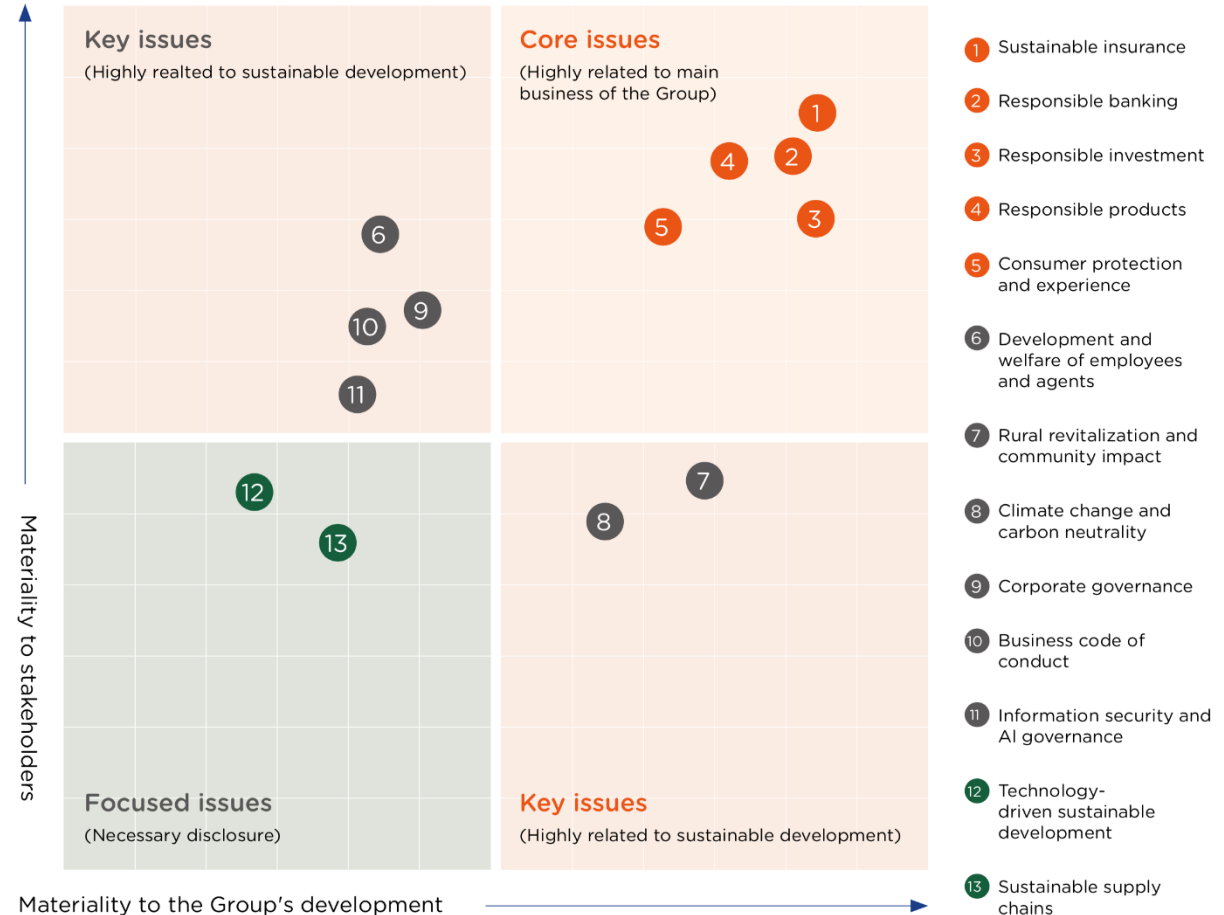 Key issues
(Highly realted to sustainable development)
Core issues
(Highly related to main
business of the Group)
1
2
4
3
5
6
9
10
11
12
13
7
8
Focused issues
(Necessary disclosure)
Key issues
(Highly related to sustainable development)
Materiality to stakeholders
Materiality to the Group's development
1 Sustainable insurance
2 Responsible banking
3 Responsible investment
4 Responsible products
5 Consumer protection
and experience
6 Development and
welfare of employees
and agents
7 Rural revitalization and
community impact
8 Climate change and
carbon neutrality
9 Corporate governance
10 Business code of
conduct
11 Information security and
AI governance
12 Technology-
driven sustainable
development
13 Sustainable supply
chains